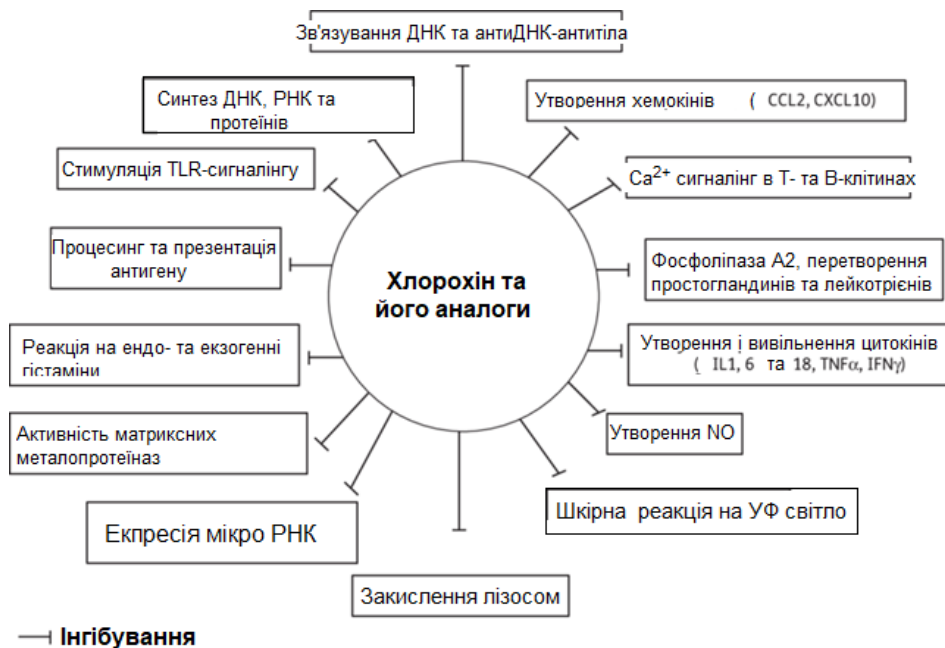 Зв'язування ДНК та антиДНК-антитіла
Синтез ДНК, РНК та
протеїнів
Утворення хемокінів ( CCL2, CXCL10)
Стимуляція TLR-сигналінгу
Ca²⁺ сигналінг в Т- та В-клітинах
Процесинг та презентація
антигену
Фосфоліпаза А2, перетворення
простогландинів та лейкотрієнів
Хлорохін та
його аналоги
Реакція на ендо- та екзогенні
гістаміни
Утворення і вивільнення цитокінів
( IL1, 6 та 18, TNFα, IFNγ)
Активність матриксних
металопротеїназ
Утворення NO
Екпресія мікро РНК
Шкірна реакція на УФ світло
Закислення лізосом
Інгібування